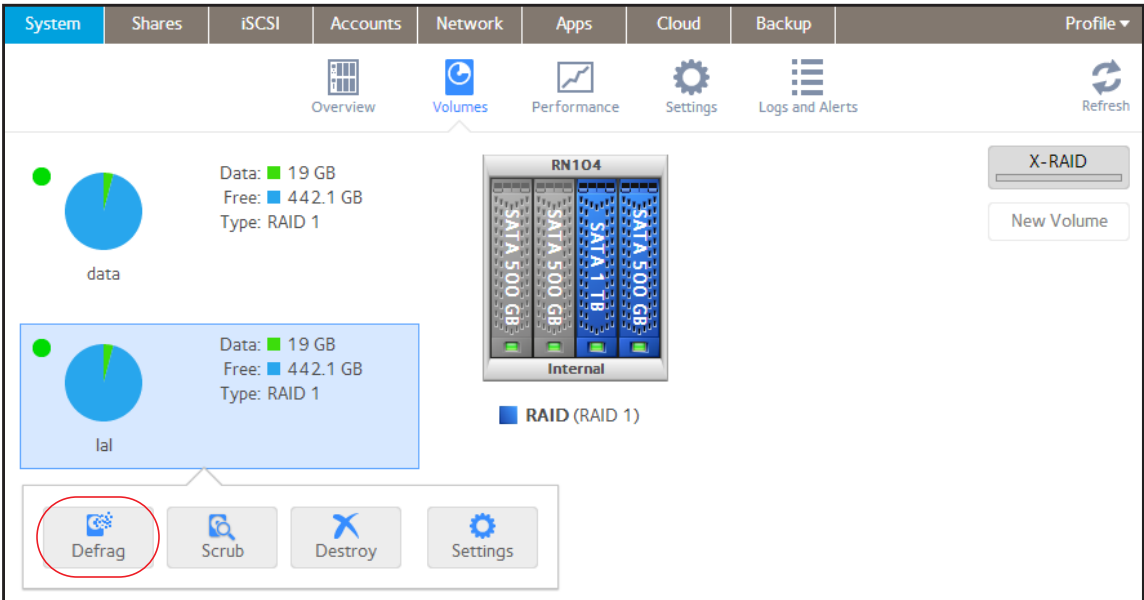 System Shares iSCSI Accounts Network Apps Cloud Backup Profile
Overview Volumes Performance Settings Logs and Alerts Refresh
Data: 19 GB
Free: 442.1 GB
Type: RAID 1
data
Data: 19 GB
Free: 442.1 GB
Type: RAID 1
lal
RN104
SATA 500 GB
SATA 500 GB
SATA 1 TB
SATA 500 GB
Internal
RAID (RAID 1)
X-RAID
New Volume
Defrag Scrub Destroy Settings